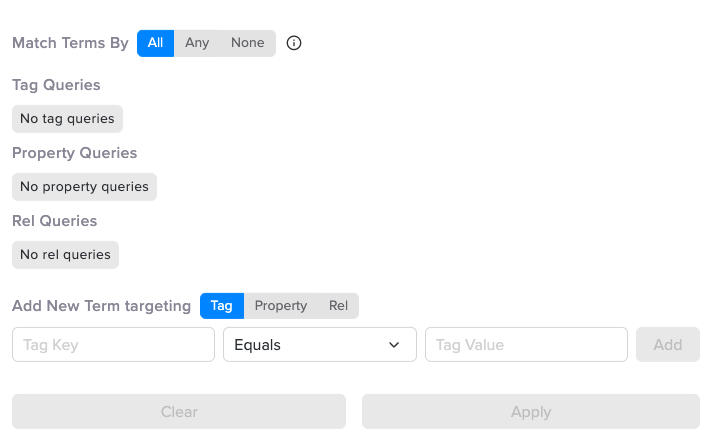 Match Terms By All Any None
Tag Queries
No tag queries
Property Queries
No property queries
Rel Queries
No rel queries
Add New Term targeting Tag Property Rel
Tag Key Equals Tag Value Add
Clear Apply